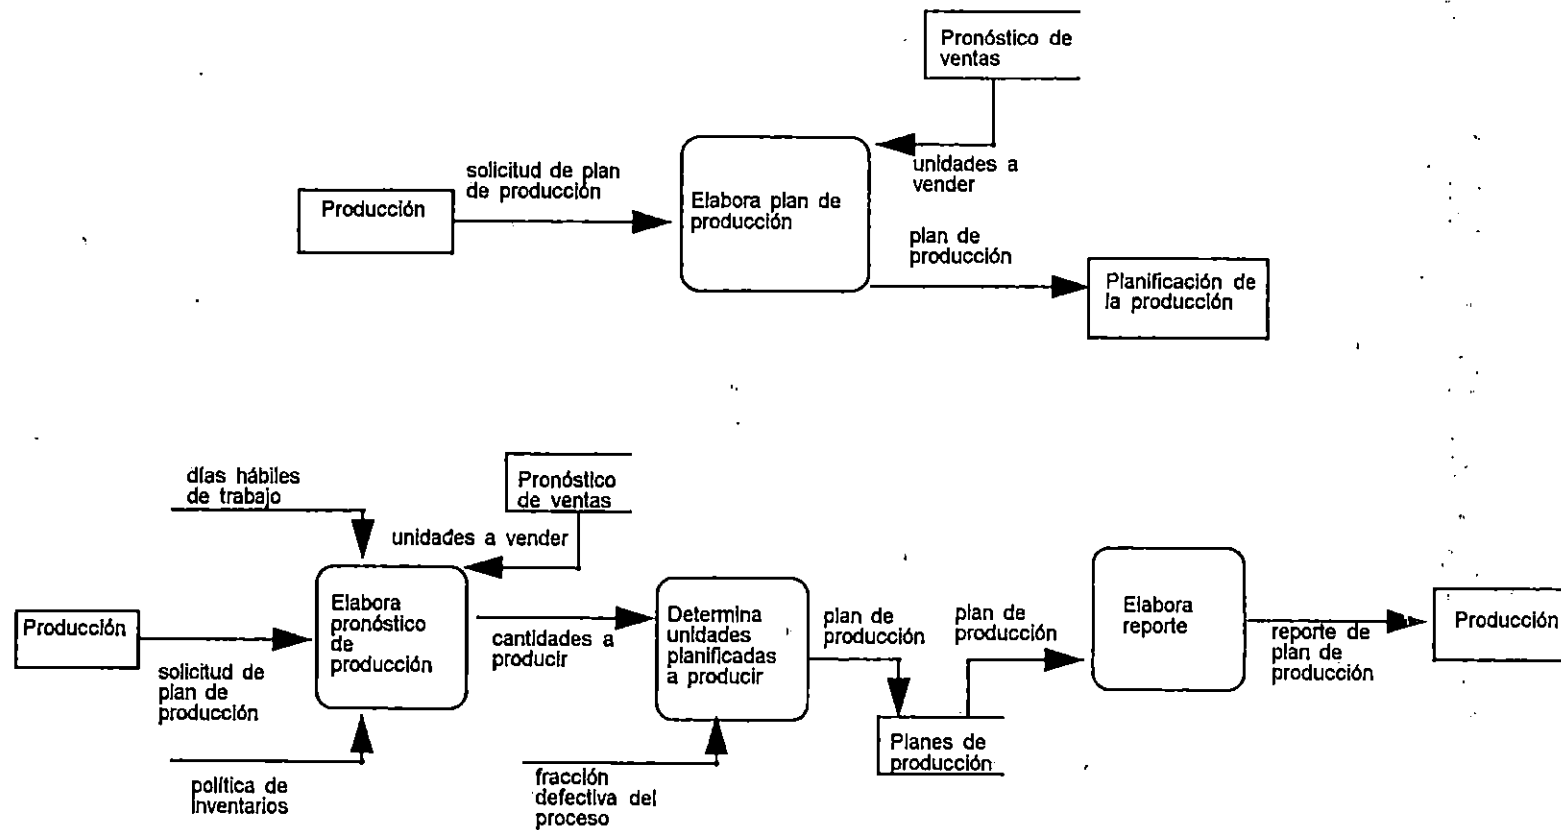 Pronóstico de
ventas
solicitud de plan
de producción
unidades a
vender
Producción
Elabora plan de
producción
plan de
producción
Planificación de
la producción
días hábiles
de trabajo
Pronóstico
de ventas
unidades a vender
Producción
solicitud de
plan de
producción
Elabora
pronóstico
de
producción
política de
inventarios
cantidades a
producir
Determina
unidades
planificadas
a producir
fracción
defectiva del
proceso
plan de
producción
Planes de
producción
plan de
producción
Elabora
reporte
reporte de
plan de
producción
Producción